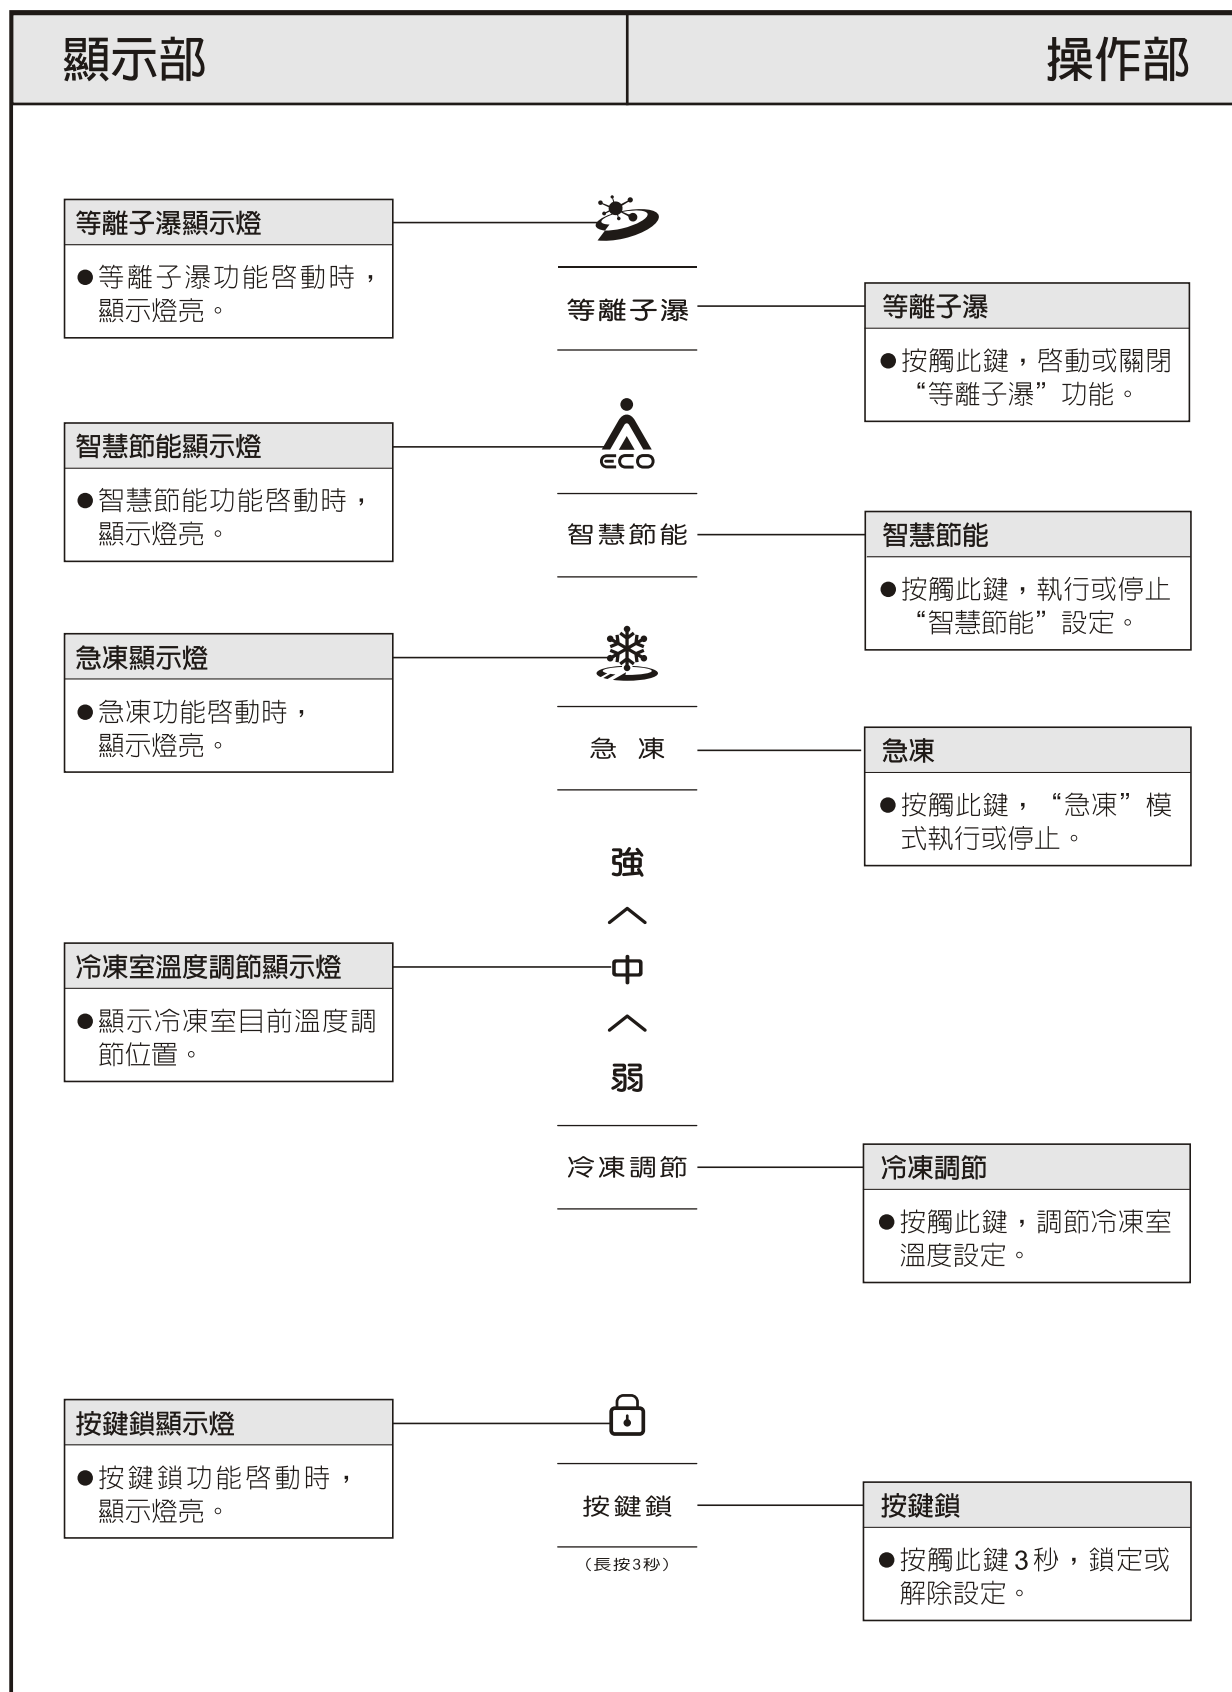 顯示部
操作部
等離子瀑顯示燈
●等離子瀑功能啓動時，
顯示燈亮。
等離子瀑
等離子瀑
●按觸此鍵，啓動或關閉
“等離子瀑”功能。
智慧節能顯示燈
●智慧節能功能啓動時，
顯示燈亮。
ECO
智慧節能
智慧節能
●按觸此鍵，執行或停止
“智慧節能”設定。
急凍顯示燈
●急凍功能啓動時，
顯示燈亮。
急凍
急凍
●按觸此鍵，“急凍”模
式執行或停止。
強
中
弱
冷凍室溫度調節顯示燈
●顯示冷凍室目前溫度調
節位置。
冷凍調節
冷凍調節
●按觸此鍵，調節冷凍室
溫度設定。
按鍵鎖顯示燈
●按鍵鎖功能啓動時，
顯示燈亮。
按鍵鎖
（長按3秒）
按鍵鎖
●按觸此鍵3秒，鎖定或
解除設定。